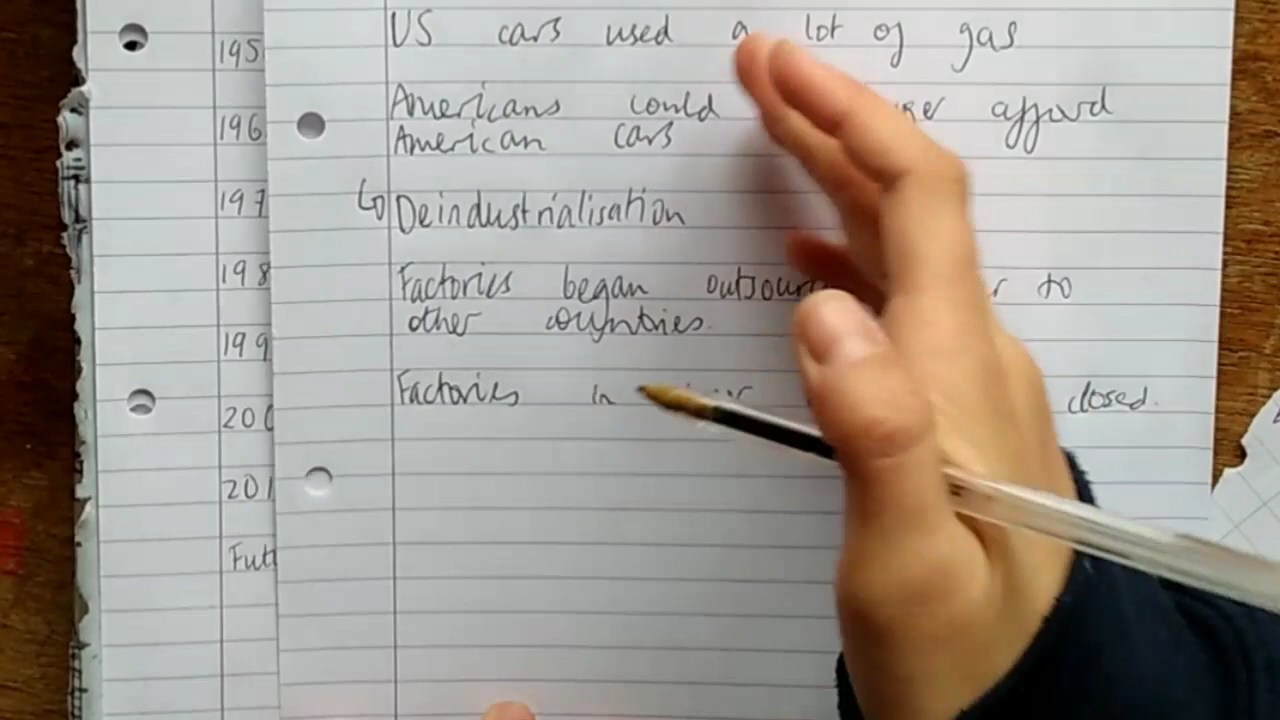 195
196
197
198
199
200
201
Fut
US cars used a lot of gas
Americans could afford
American cars
↳ Deindustrialisation
Factories began outsour to
other countries.
Factories in closed.